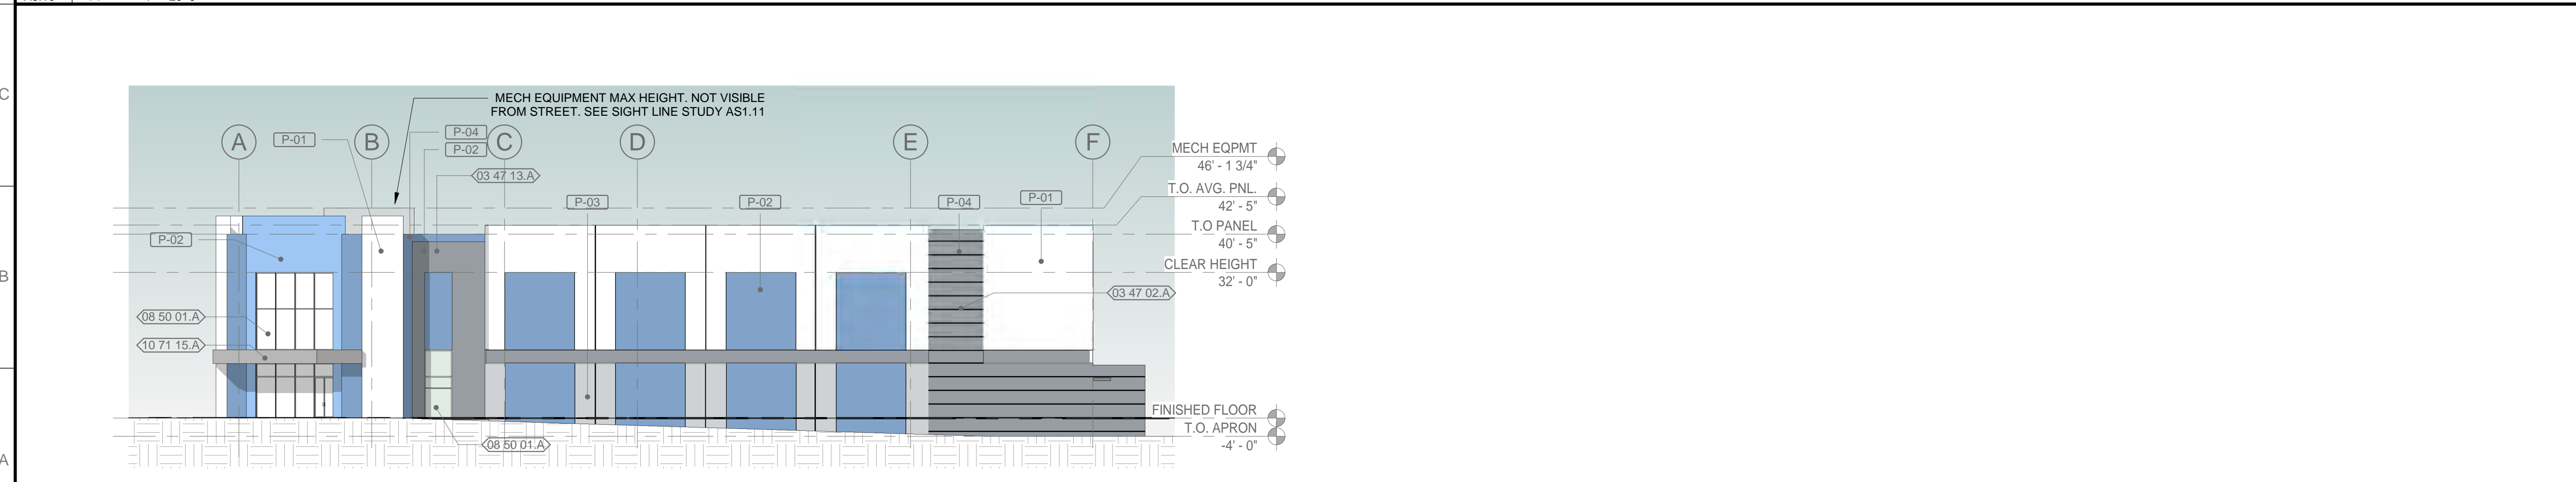 C
MECH EQUIPMENT MAX HEIGHT. NOT VISIBLE
FROM STREET. SEE SIGHT LINE STUDY AS1.11
A
P-01
B
P-04
P-02
C
D
E
F
MECH EQPMT
46' - 1 3/4"
03 47 13.A
T.O. AVG. PNL.
42' - 5"
P-03
P-02
P-04
P-01
T.O PANEL
40' - 5"
P-02
CLEAR HEIGHT
32' - 0"
B
03 47 02.A
08 50 01.A
10 71 15.A
FINISHED FLOOR
T.O. APRON
-4' - 0"
08 50 01.A
A